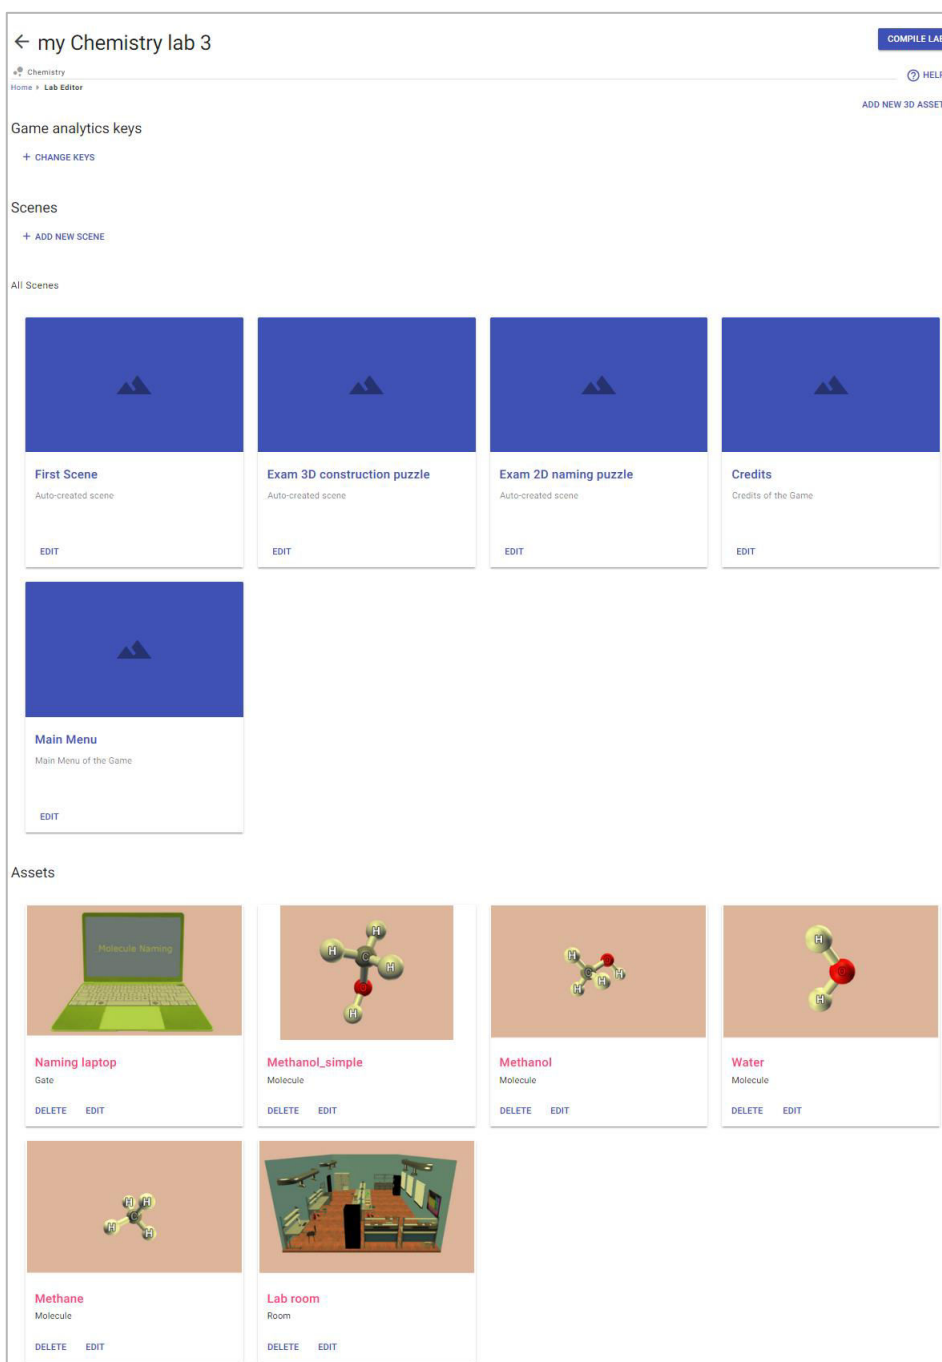 ← my Chemistry lab 3
COMPILE LAB
Chemistry
HELP
Home > Lab Editor
ADD NEW 3D ASSET
Game analytics keys
+ CHANGE KEYS
Scenes
+ ADD NEW SCENE
All Scenes
First Scene
Auto-created scene
EDIT
Exam 3D construction puzzle
Auto-created scene
EDIT
Exam 2D naming puzzle
Auto-created scene
EDIT
Credits
Credits of the Game
EDIT
Main Menu
Main Menu of the Game
EDIT
Assets
Molecule Naming
Naming laptop
Gate
DELETE EDIT
H
H
C
H
H
Methanol_simple
Molecule
DELETE EDIT
H
C
H
H
H
Methanol
Molecule
DELETE EDIT
H
H
Water
Molecule
DELETE EDIT
H
H
C
H
H
Methane
Molecule
DELETE EDIT
Lab room
Room
DELETE EDIT